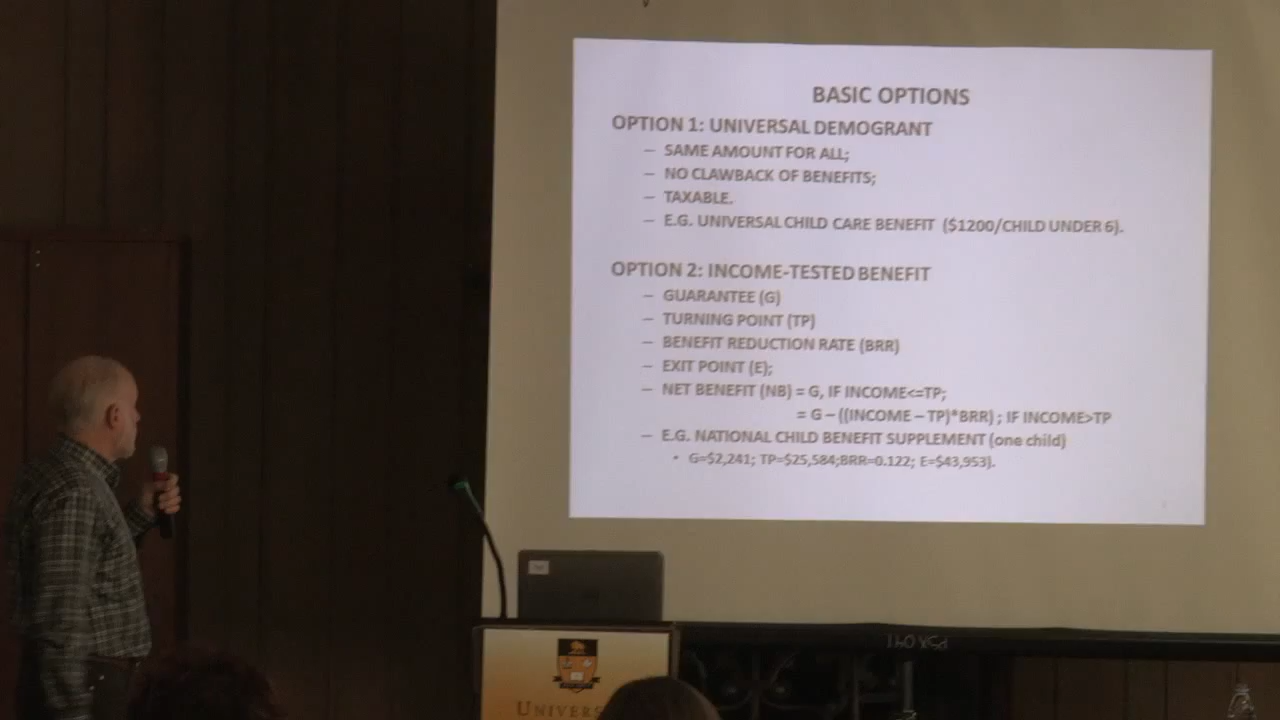 BASIC OPTIONS
OPTION 1: UNIVERSAL DEMOGRANT
– SAME AMOUNT FOR ALL;
– NO CLAWBACK OF BENEFITS;
– TAXABLE.
– E.G. UNIVERSAL CHILD CARE BENEFIT ($1200/CHILD UNDER 6).
OPTION 2: INCOME-TESTED BENEFIT
– GUARANTEE (G)
– TURNING POINT (TP)
– BENEFIT REDUCTION RATE (BRR)
– EXIT POINT (E);
– NET BENEFIT (NB) = G, IF INCOME<=TP;
= G – ((INCOME – TP)*BRR) ; IF INCOME>TP
– E.G. NATIONAL CHILD BENEFIT SUPPLEMENT (one child)
• G=$2,241; TP=$25,584;BRR=0.122; E=$43,953).